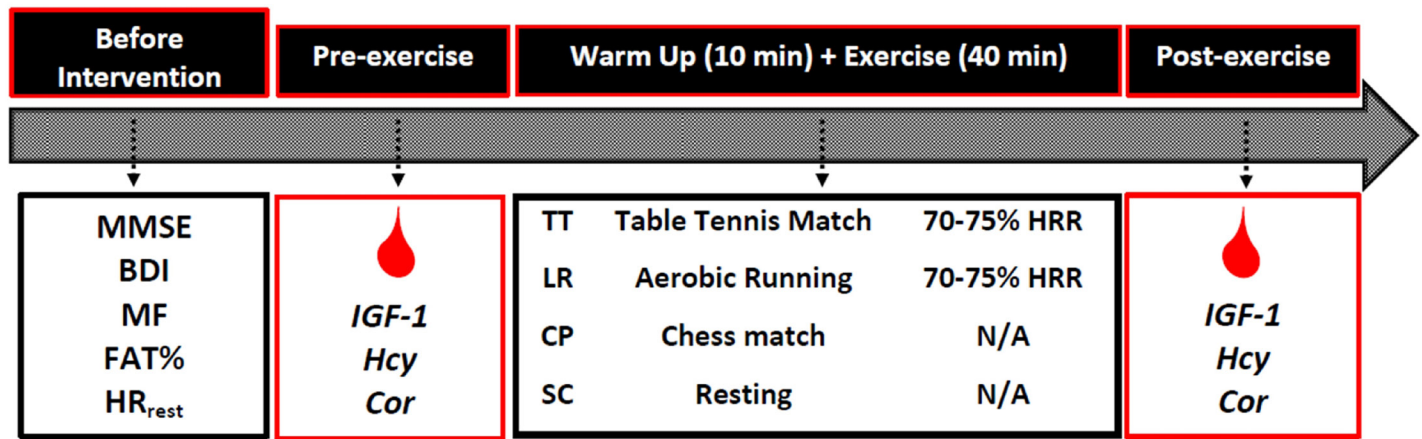 Before
Intervention
Pre-exercise
Warm Up (10 min) + Exercise (40 min)
Post-exercise
MMSE
BDI
MF
FAT%
HRrest
IGF-1
Hcy
Cor
TT Table Tennis Match 70-75% HRR
LR Aerobic Running 70-75% HRR
CP Chess match N/A
SC Resting N/A
IGF-1
Hcy
Cor